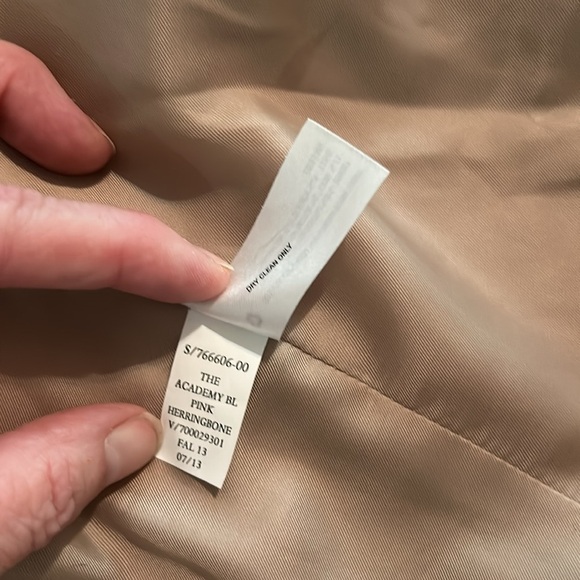 DRY CLEAN ONLY
S/766606-00
THE
ACADEMY BL
PINK
HERRINGBONE
V/700029301
FAL 13
07/13